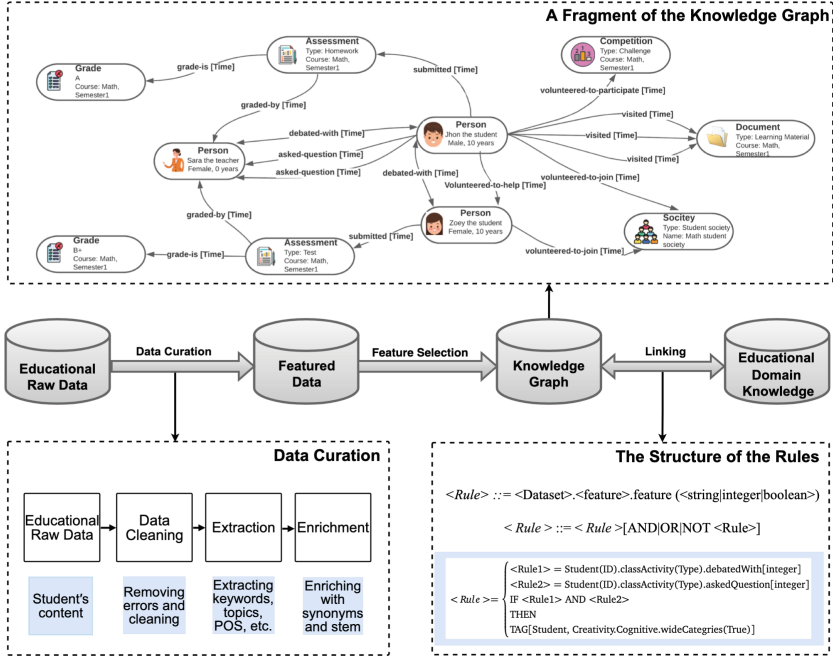 A Fragment of the Knowledge Graph
Assessment
Type: Homework
Course: Math,
Semester1
Competition
Type: Challenge
Course: Math,
Semester1
Grade
A
Course: Math,
Semester1
grade-is [Time]
submitted [Time]
volunteered-to-participate [Time]
graded-by [Time]
visited [Time]
visited [Time]
visited [Time]
Document
Type: Learning Material
Course: Math,
Semester1
Person
Jhon the student
Male, 10 years
debated-with [Time]
asked-question [Time]
asked-question [Time]
Person
Sara the teacher
Female, 0 years
debated-with [Time]
Volunteered-to-help [Time]
volunteered-to-join [Time]
graded-by [Time]
Person
Zoey the student
Female, 10 years
Socitey
Type: Student society
Name: Math student
society
submitted [Time]
volunteered-to-join [Time]
Grade
B+
Course: Math,
Semester1
grade-is [Time]
Assessment
Type: Test
Course: Math,
Semester1
Educational
Raw Data
Data Curation
Featured
Data
Feature Selection
Knowledge
Graph
Linking
Educational
Domain
Knowledge
Data Curation
Educational
Raw Data
Data
Cleaning
Extraction
Enrichment
Student's
content
Removing
errors and
cleaning
Extracting
keywords,
topics,
POS, etc.
Enriching
with
synonyms
and stem
The Structure of the Rules
<Rule> ::= <Dataset>.<feature>.feature (<string|integer|boolean>)
< Rule > ::= < Rule >[AND|OR|NOT <Rule>]
< Rule >=
<Rule1> = Student(ID).classActivity(Type).debatedWith[integer]
<Rule2> = Student(ID).classActivity(Type).askedQuestion[integer]
IF <Rule1> AND <Rule2>
THEN
TAG[Student, Creativity.Cognitive.wideCategries(True)]